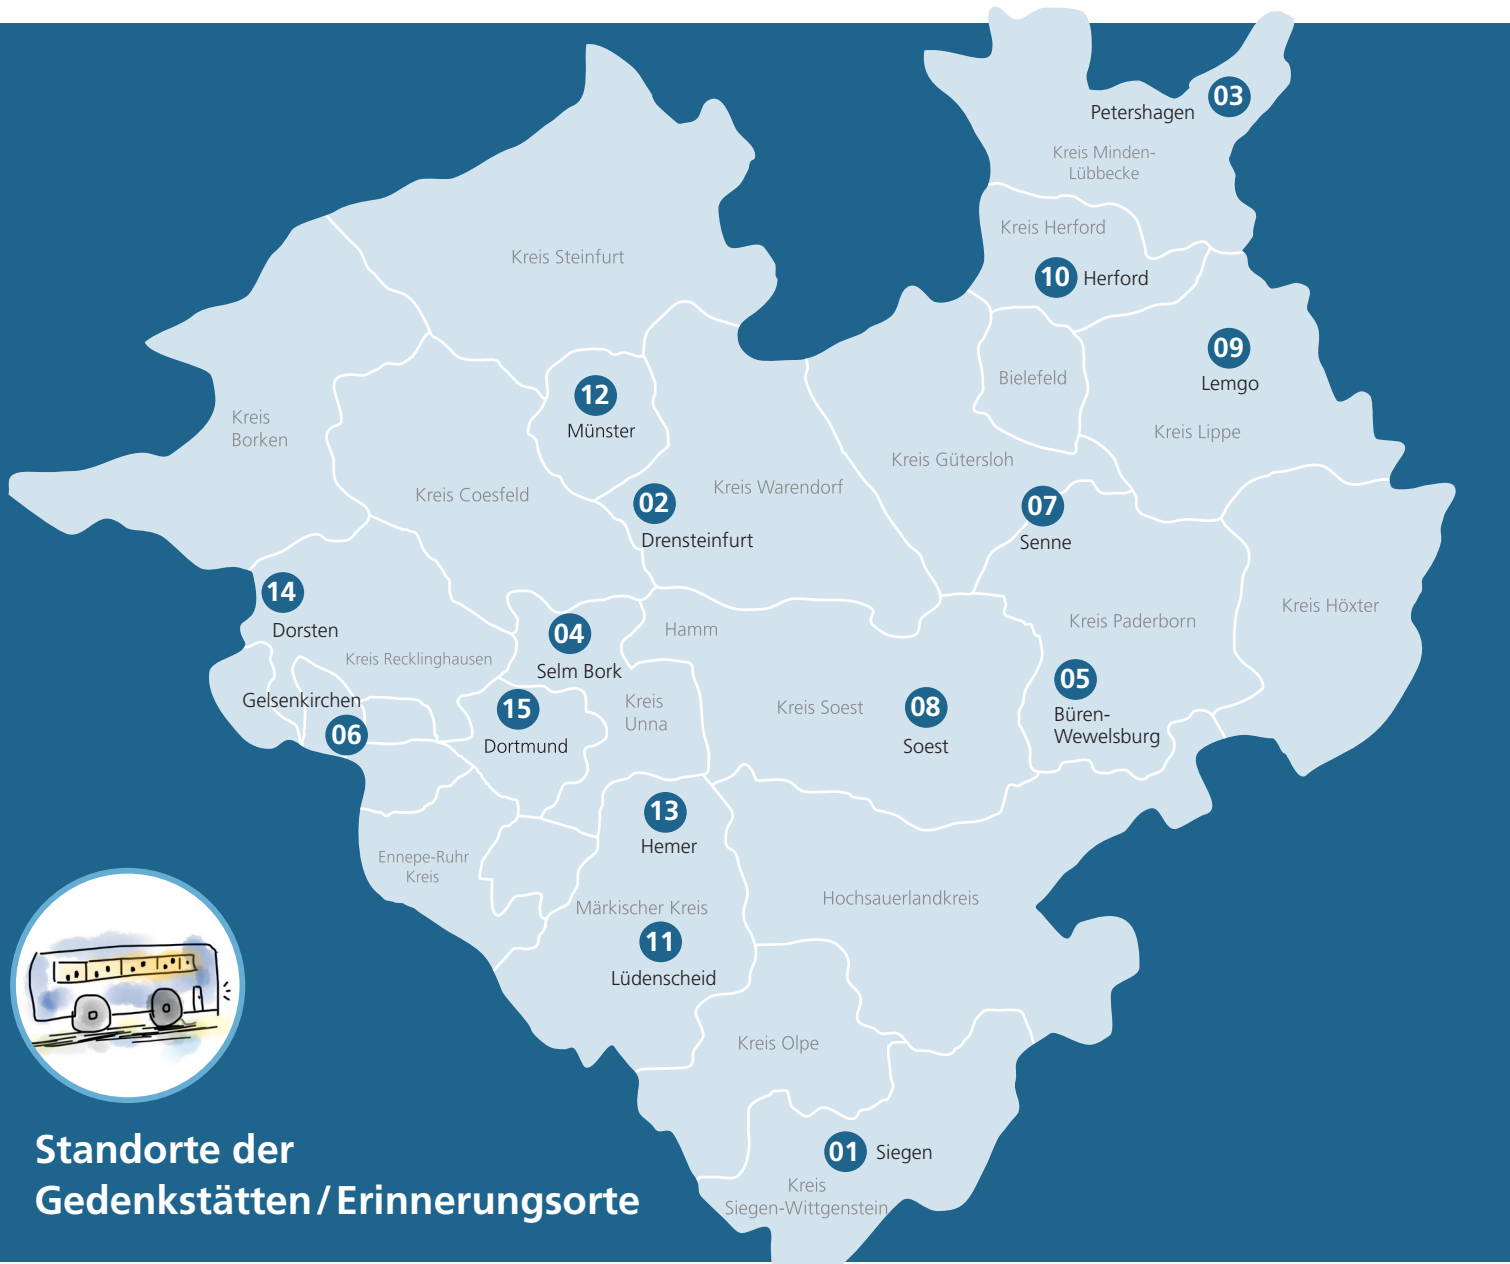 03
Petershagen
Kreis Minden-
Lübbecke
Kreis Herford
10 Herford
Kreis Steinfurt
09
Lemgo
Bielefeld
12
Münster
Kreis
Borken
Kreis Lippe
Kreis Gütersloh
Kreis Coesfeld
Kreis Warendorf
02
Drensteinfurt
07
Senne
14
Dorsten
Kreis Höxter
Kreis Paderborn
04
Selm Bork
Hamm
Kreis Recklinghausen
05
Büren-
Wewelsburg
Gelsenkirchen
06
15
Dortmund
Kreis
Unna
Kreis Soest
08
Soest
13
Hemer
Ennepe-Ruhr
Kreis
Hochsauerlandkreis
Märkischer Kreis
11
Lüdenscheid
Kreis Olpe
01 Siegen
Kreis
Siegen-Wittgenstein
Standorte der
Gedenkstätten / Erinnerungsorte